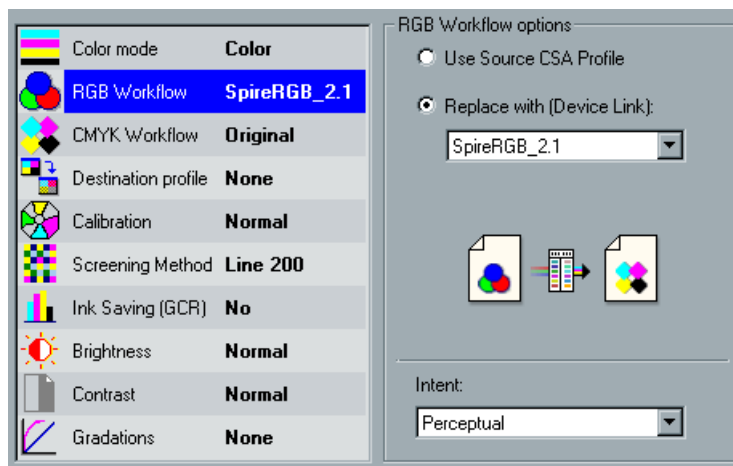 Color mode Color
RGB Workflow SpireRGB_2.1
CMYK Workflow Original
Destination profile None
Calibration Normal
Screening Method Line 200
Ink Saving (GCR) No
Brightness Normal
Contrast Normal
Gradations None
RGB Workflow options
Use Source CSA Profile
Replace with (Device Link):
SpireRGB_2.1
Intent:
Perceptual